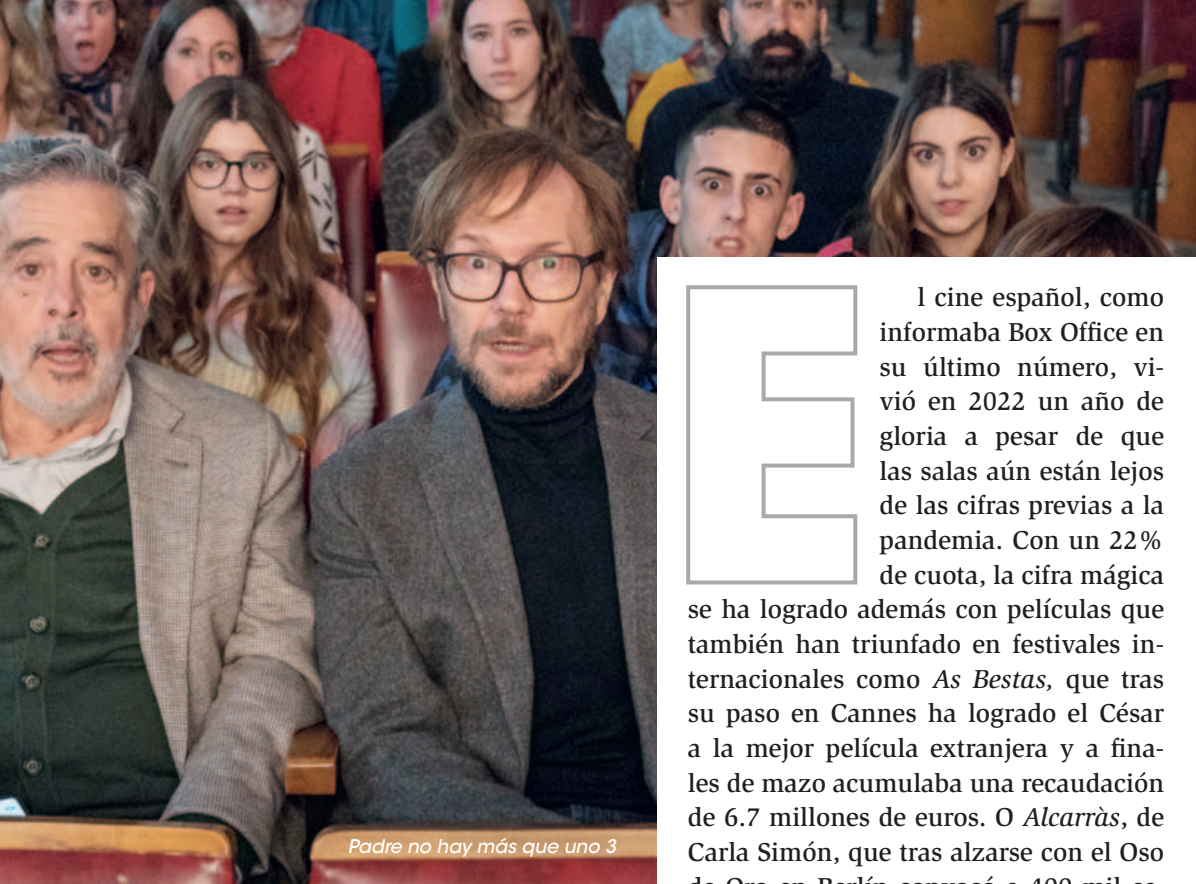 Padre no hay más que uno 3
El cine español, como
informaba Box Office en
su último número, vi-
vió en 2022 un año de
gloria a pesar de que
las salas aún están lejos
de las cifras previas a la
pandemia. Con un 22%
de cuota, la cifra mágica
se ha logrado además con películas que
también han triunfado en festivales in-
ternacionales como As Bestas, que tras
su paso en Cannes ha logrado el César
a la mejor película extranjera y a fina-
les de mazo acumulaba una recaudación
de 6.7 millones de euros. O Alcarràs, de
Carla Simón, que tras alzarse con el Oso